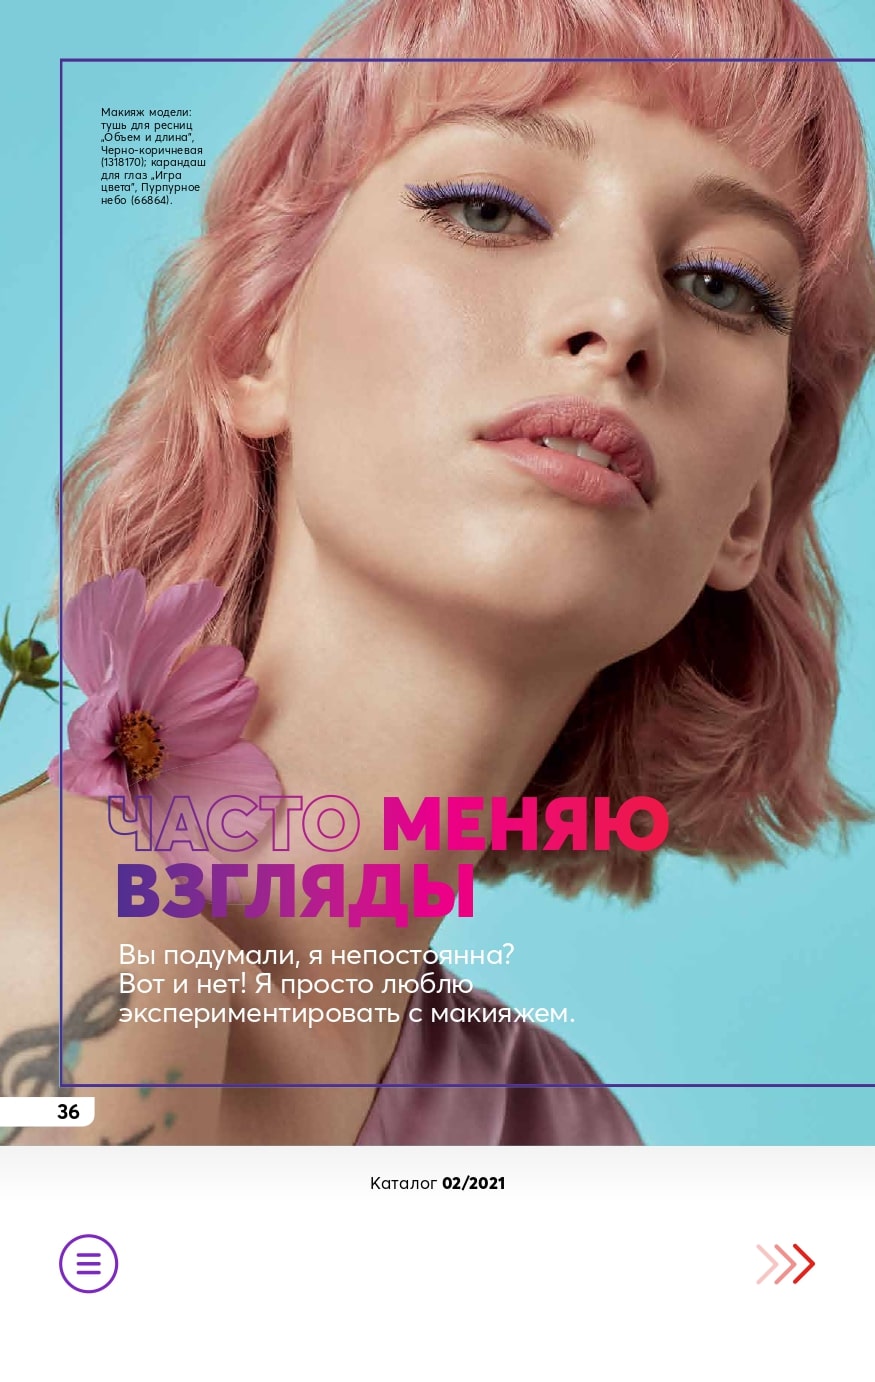 Макияж модели:
тушь для ресниц
„Объем и длина",
Черно-коричневая
(1318170); карандаш
для глаз „Игра
цвета", Пурпурное
небо (66864).
ЧАСТО МЕНЯЮ
ВЗГЛЯДЫ
Вы подумали, я непостоянна?
Вот и нет! Я просто люблю
экспериментировать с макияжем.
36
Каталог 02/2021